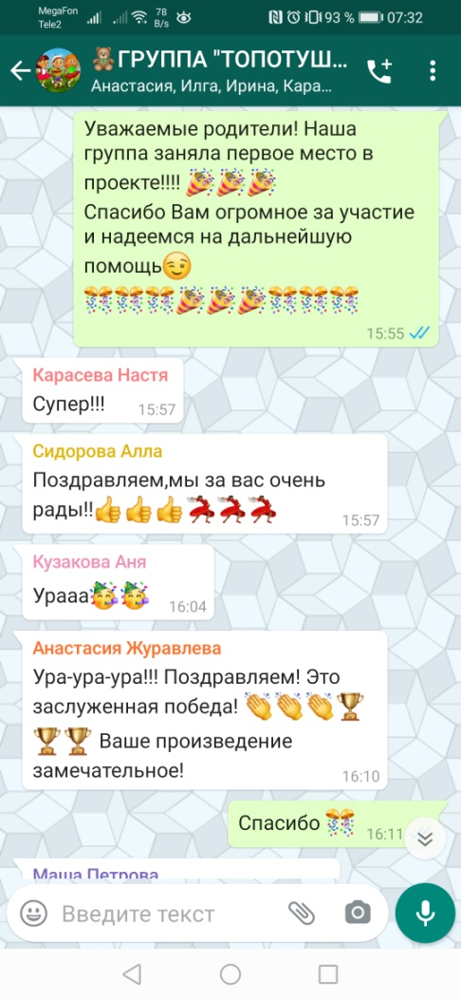 MegaFon
Tele2
78
B/s
93 %
07:32
ГРУППА "ТОПОТУШ...
Анастасия, Илга, Ирина, Кара...
Уважаемые родители! Наша
группа заняла первое место в
проекте!!!! 🎉🎉🎉
Спасибо Вам огромное за участие
и надеемся на дальнейшую
помощь😉
🎊🎊🎊🎉🎉🎉🎊🎊🎊
15:55
Карасева Настя
Супер!!!
15:57
Сидорова Алла
Поздравляем,мы за вас очень
рады!!👍👍👍💃💃💃
15:57
Кузакова Аня
Урааа🥳🥳
16:04
Анастасия Журавлева
Ура-ура-ура!!! Поздравляем! Это
заслуженная победа! 👏👏👏🏆
🏆🏆 Ваше произведение
замечательное!
16:10
Спасибо 🎊
16:11
Маша Петрова
Введите текст